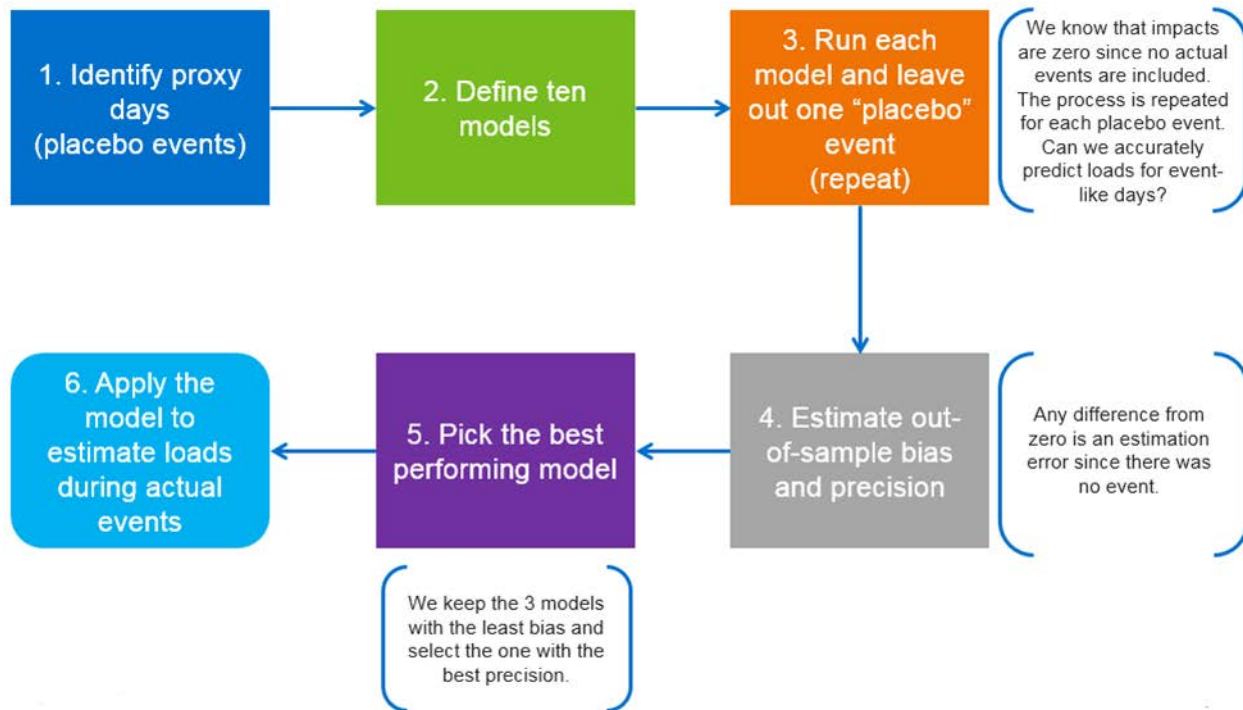 1. Identify proxy
days
(placebo events)
2. Define ten
models
3. Run each
model and leave
out one “placebo”
event
(repeat)
We know that impacts
are zero since no actual
events are included.
The process is repeated
for each placebo event.
Can we accurately
predict loads for event-
like days?
4. Estimate out-
of-sample bias
and precision
Any difference from
zero is an estimation
error since there was
no event.
5. Pick the best
performing model
We keep the 3 models
with the least bias and
select the one with the
best precision.
6. Apply the
model to
estimate loads
during actual
events